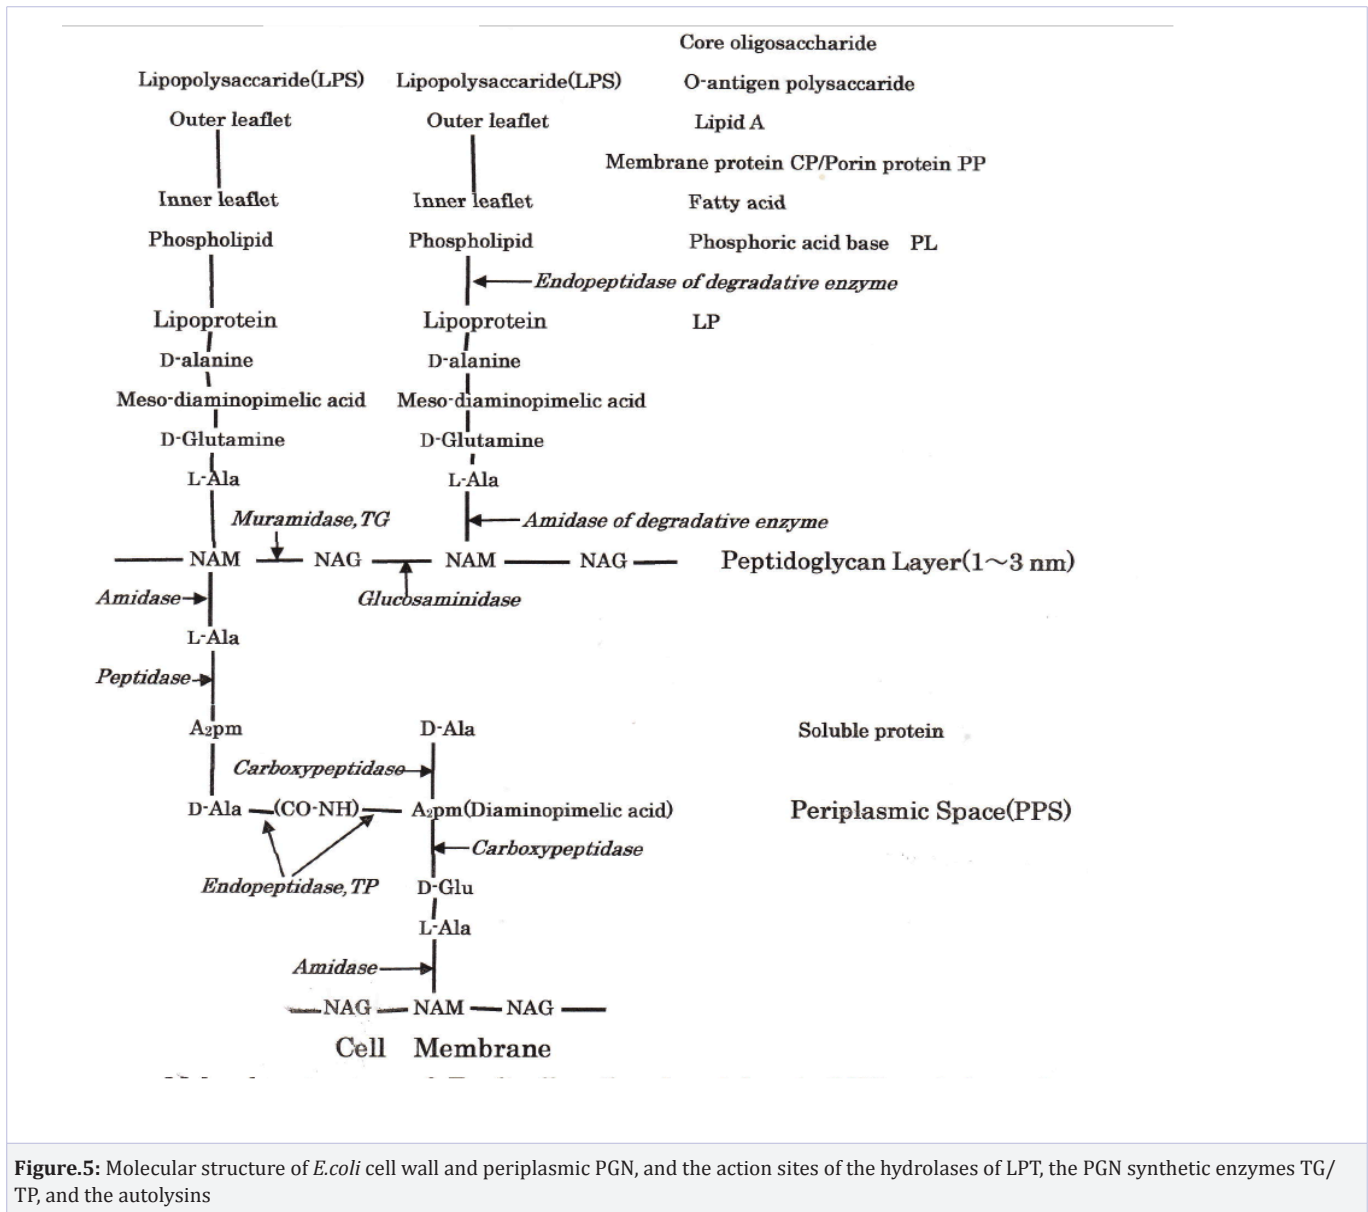 Core oligosaccharide
Lipopolysaccaride(LPS) Lipopolysaccaride(LPS) O-antigen polysaccaride
Outer leaflet Outer leaflet Lipid A
Membrane protein CP/Porin protein PP
Inner leaflet Inner leaflet Fatty acid
Phospholipid Phospholipid Phosphoric acid base PL
Endopeptidase of degradative enzyme
Lipoprotein Lipoprotein LP
D-alanine D-alanine
Meso-diaminopimelic acid Meso-diaminopimelic acid
D-Glutamine D-Glutamine
L-Ala L-Ala
Muramidase, TG Amidase of degradative enzyme
NAM NAG NAM NAG Peptidoglycan Layer(1～3 nm)
Amidase Glucosaminidase
L-Ala
Peptidase
A₂pm D-Ala Soluble protein
Carboxypeptidase
D-Ala (CO-NH) A₂pm(Diaminopimelic acid) Periplasmic Space(PPS)
Carboxypeptidase
Endopeptidase, TP D-Glu
L-Ala
Amidase
NAG NAM NAG
Cell Membrane
Figure.5: Molecular structure of E.coli cell wall and periplasmic PGN, and the action sites of the hydrolases of LPT, the PGN synthetic enzymes TG/
TP, and the autolysins